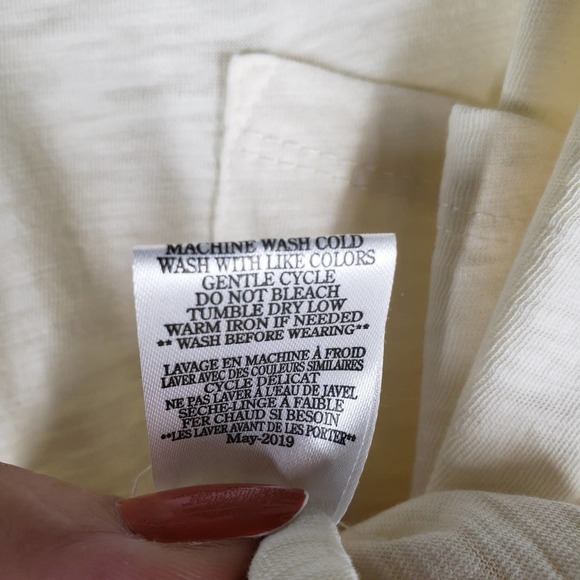 MACHINE WASH COLD
WASH WITH LIKE COLORS
GENTLE CYCLE
DO NOT BLEACH
TUMBLE DRY LOW
WARM IRON IF NEEDED
** WASH BEFORE WEARING**
LAVAGE EN MACHINE À FROID
LAVER AVEC DES COULEURS SIMILAIRES
CYCLE DELICAT
NE PAS LAVER À L'EAU DE JAVEL
SÈCHE-LINGE A FAIBLE
FER CHAUD SI BESOIN
**LES LAVER AVANT DE LES PORTER**
May-2019